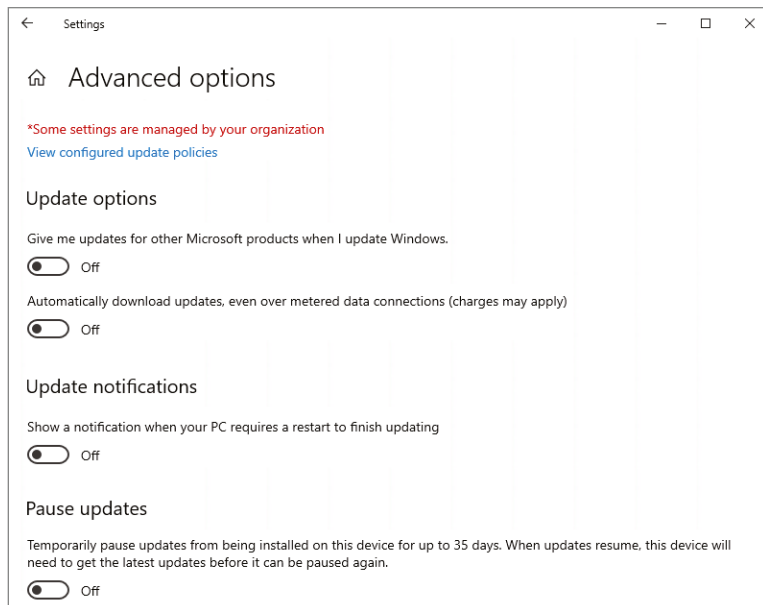 Settings
Advanced options
*Some settings are managed by your organization
View configured update policies
Update options
Give me updates for other Microsoft products when I update Windows.
Off
Automatically download updates, even over metered data connections (charges may apply)
Off
Update notifications
Show a notification when your PC requires a restart to finish updating
Off
Pause updates
Temporarily pause updates from being installed on this device for up to 35 days. When updates resume, this device will
need to get the latest updates before it can be paused again.
Off